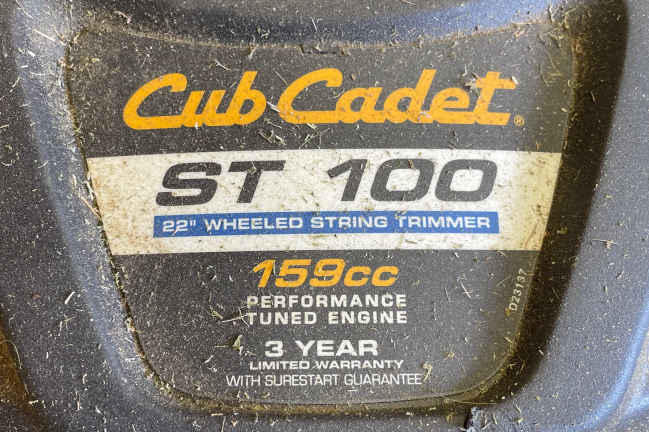 Cub Cadet®
ST 100
22" WHEELED STRING TRIMMER
159cc
PERFORMANCE
TUNED ENGINE
3 YEAR
LIMITED WARRANTY
WITH SURESTART GUARANTEE
D23197